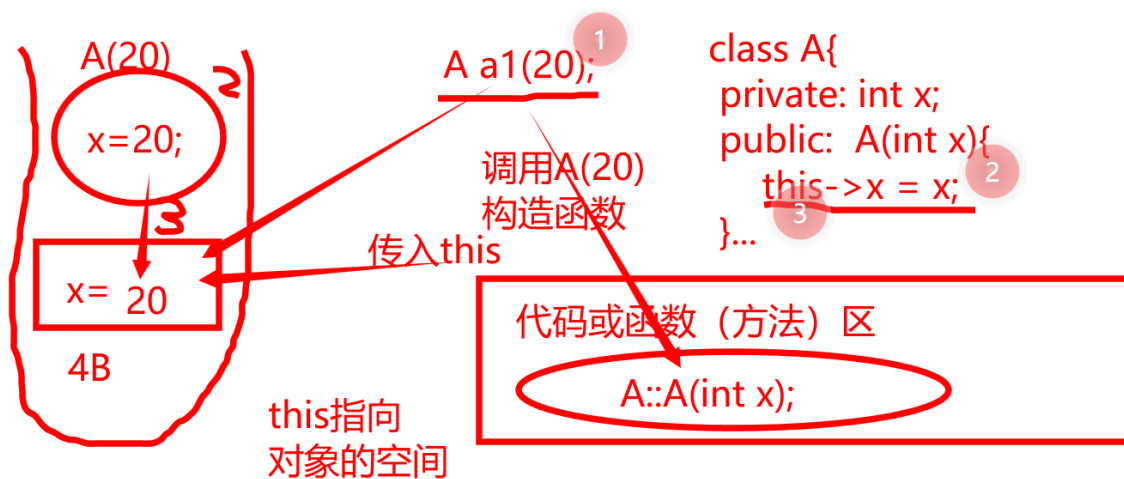 A(20)
2
x=20;
3
x= 20
4B
A a1(20);
1
调用A(20)
构造函数
传入this
this指向
对象的空间
class A{
private: int x;
public: A(int x){
this->x = x;
2
3
}...
代码或函数（方法）区
A::A(int x);